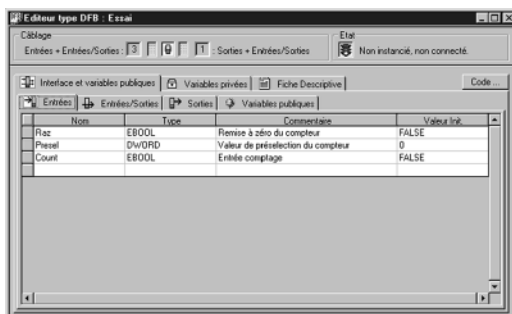 Editeur type DFB : Essai
Câblage
Entrées + Entrées/Sorties : 3 0 1 : Sorties + Entrées/Sorties
Etat
Non instancié, non connecté.
Interface et variables publiques Variables privées Fiche Descriptive Code ...
Entrées Entrées/Sorties Sorties Variables publiques
Nom Type Commentaire Valeur Init.
Raz EBOOL Remise à zéro du compteur FALSE
Presel DWORD Valeur de préselection du compteur 0
Count EBOOL Entrée comptage FALSE